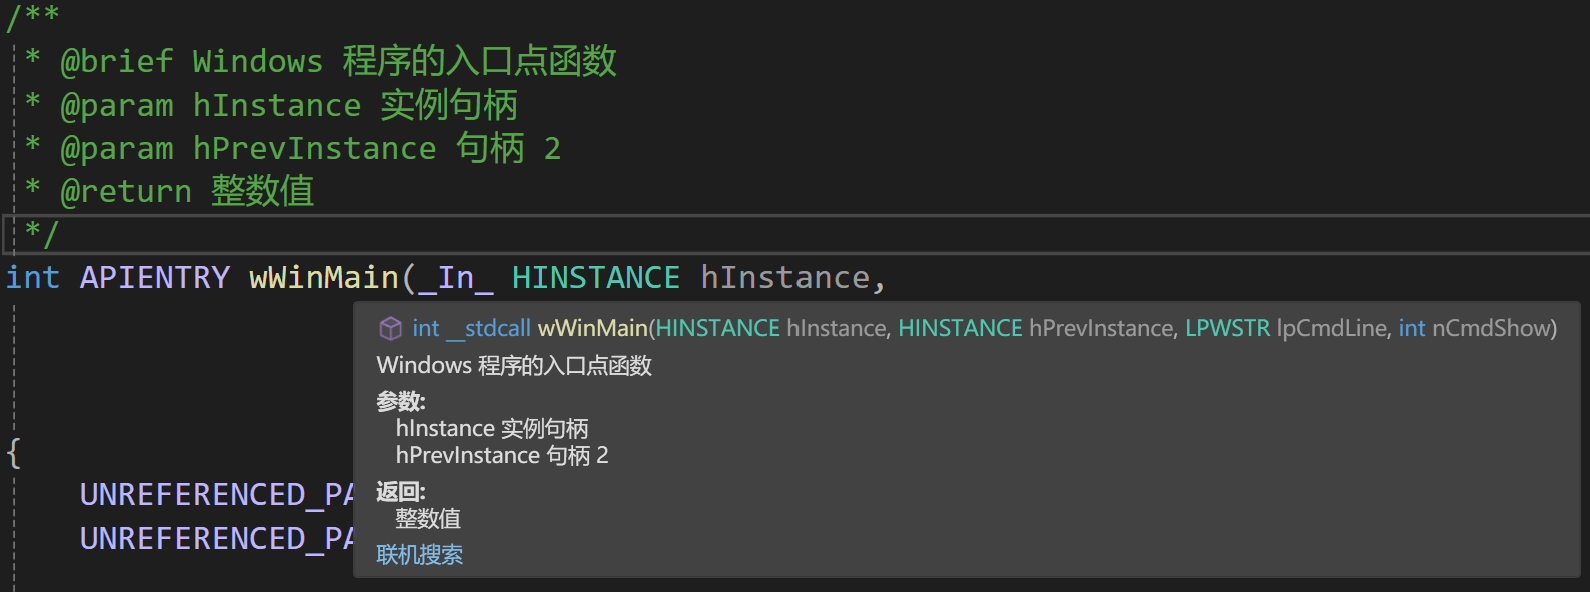 /**
* @brief Windows 程序的入口点函数
* @param hInstance 实例句柄
* @param hPrevInstance 句柄 2
* @return 整数值
*/
int APIENTRY wWinMain(_In_ HINSTANCE hInstance,
int __stdcall wWinMain(HINSTANCE hInstance, HINSTANCE hPrevInstance, LPWSTR lpCmdLine, int nCmdShow)
Windows 程序的入口点函数
参数:
hInstance 实例句柄
hPrevInstance 句柄 2
返回:
整数值
联机搜索
{
UNREFERENCED_PA
UNREFERENCED_PA